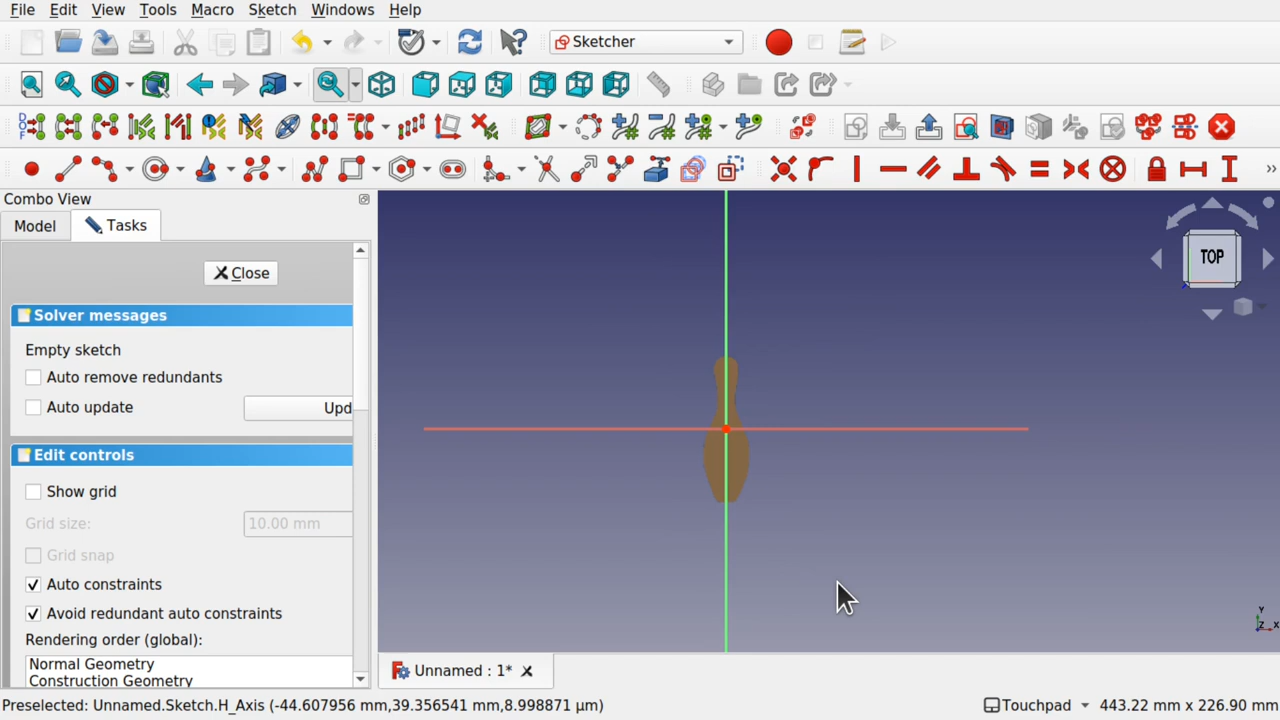 File Edit View Tools Macro Sketch Windows Help
Sketcher
Combo View
Model Tasks
Close
Solver messages
Empty sketch
Auto remove redundants
Auto update Upd
Edit controls
Show grid
Grid size: 10.00 mm
Grid snap
Auto constraints
Avoid redundant auto constraints
Rendering order (global):
Normal Geometry
Construction Geometry
TOP
Y
Z X
Unnamed : 1*
Preselected: Unnamed.Sketch.H_Axis (-44.607956 mm,39.356541 mm,8.998871 µm) Touchpad 443.22 mm x 226.90 mm